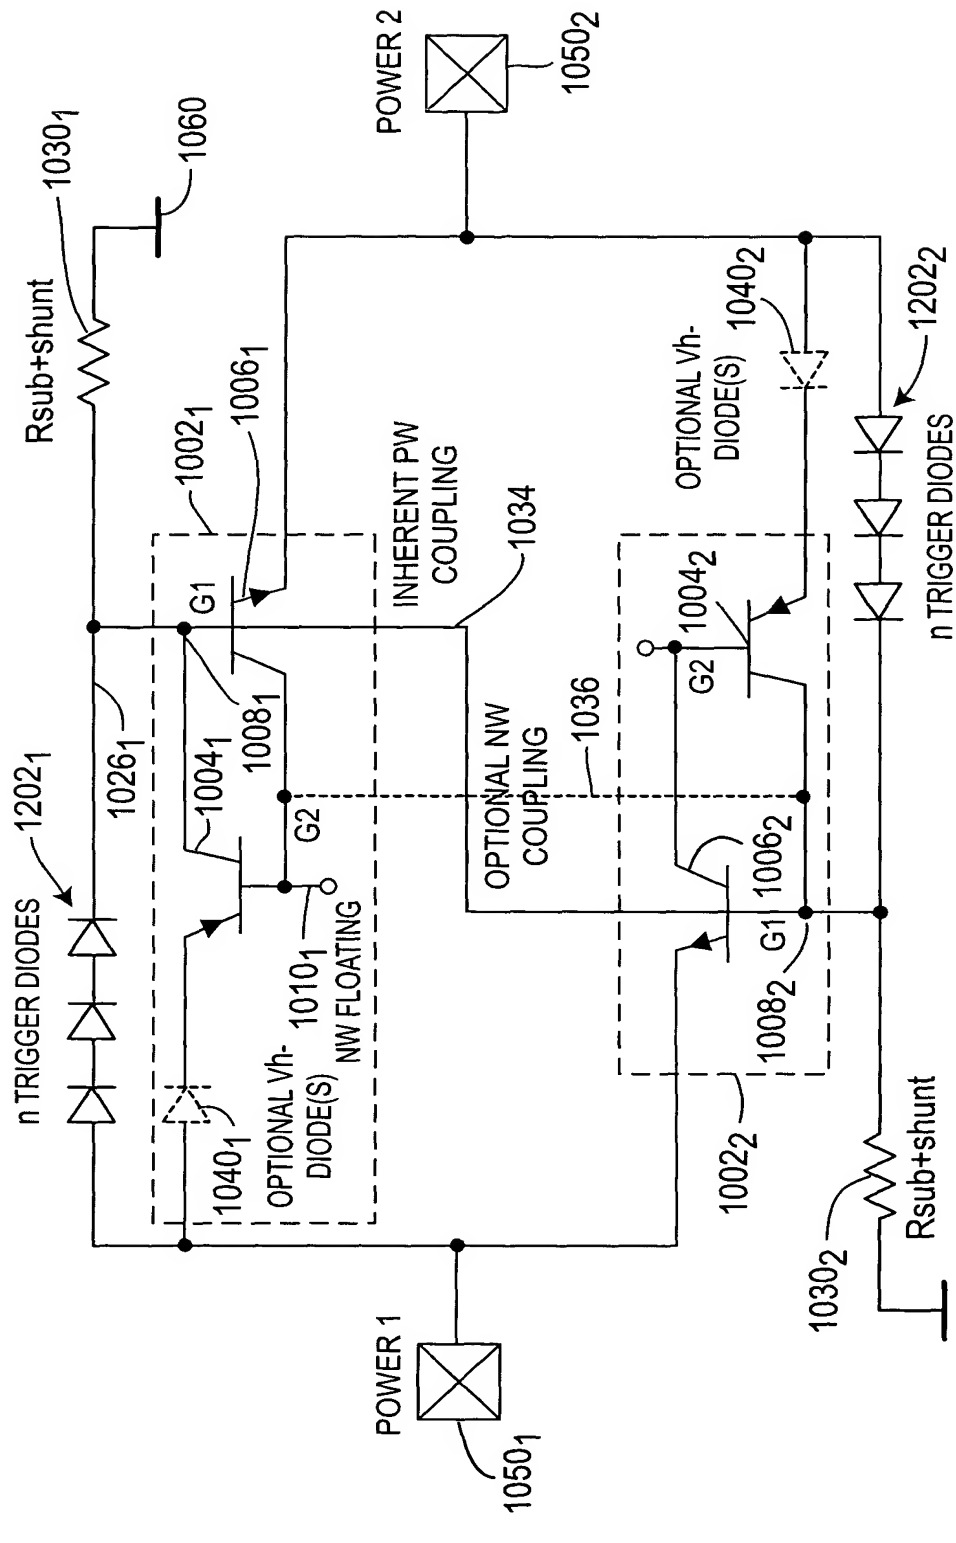 n TRIGGER DIODES
1202₁
1026₁
Rsub+shunt
1030₁
1060
1040₁
OPTIONAL Vh-
DIODE(S)
1004₁
1010₁
NW FLOATING
G2
1008₁
G1
1002₁
1006₁
INHERENT PW
COUPLING
1034
POWER 1
1050₁
POWER 2
1050₂
OPTIONAL NW
COUPLING
1036
1002₂
1008₂
G1
1006₂
G2
1004₂
OPTIONAL Vh-
DIODE(S)
1040₂
1030₂
Rsub+shunt
n TRIGGER DIODES
1202₂